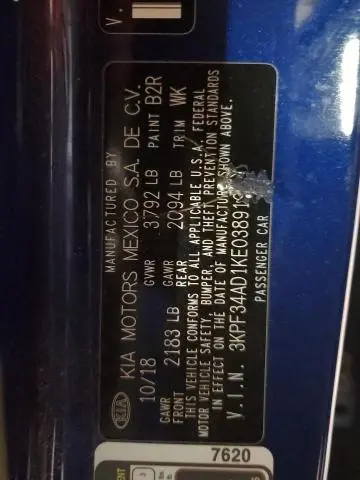 V.
MANUFACTURED BY
KIA KIA MOTORS MEXICO S.A. DE C.V.
10/18 GVWR 3792 LB PAINT B2R
GAWR FRONT 2183 LB GAWR REAR 2094 LB TRIM WK
THIS VEHICLE CONFORMS TO ALL APPLICABLE U.S.A. FEDERAL
MOTOR VEHICLE SAFETY, BUMPER, AND THEFT PREVENTION STANDARDS
IN EFFECT ON THE DATE OF MANUFACTURE SHOWN ABOVE.
V.I.N. 3KPF34AD1KE03891
PASSENGER CAR
7620